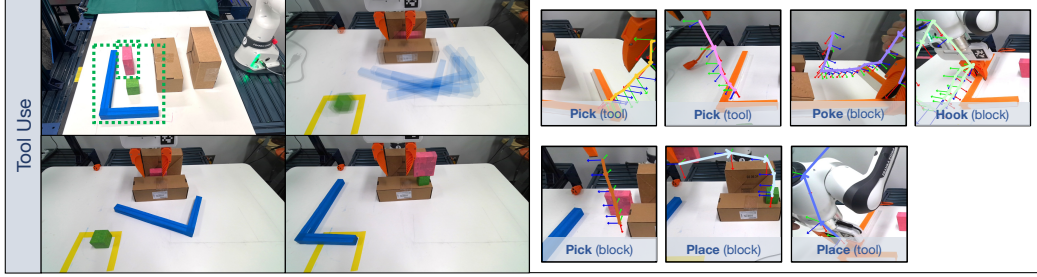 Tool Use
Pick (tool)
Pick (tool)
Poke (block)
Hook (block)
Pick (block)
Place (block)
Place (tool)